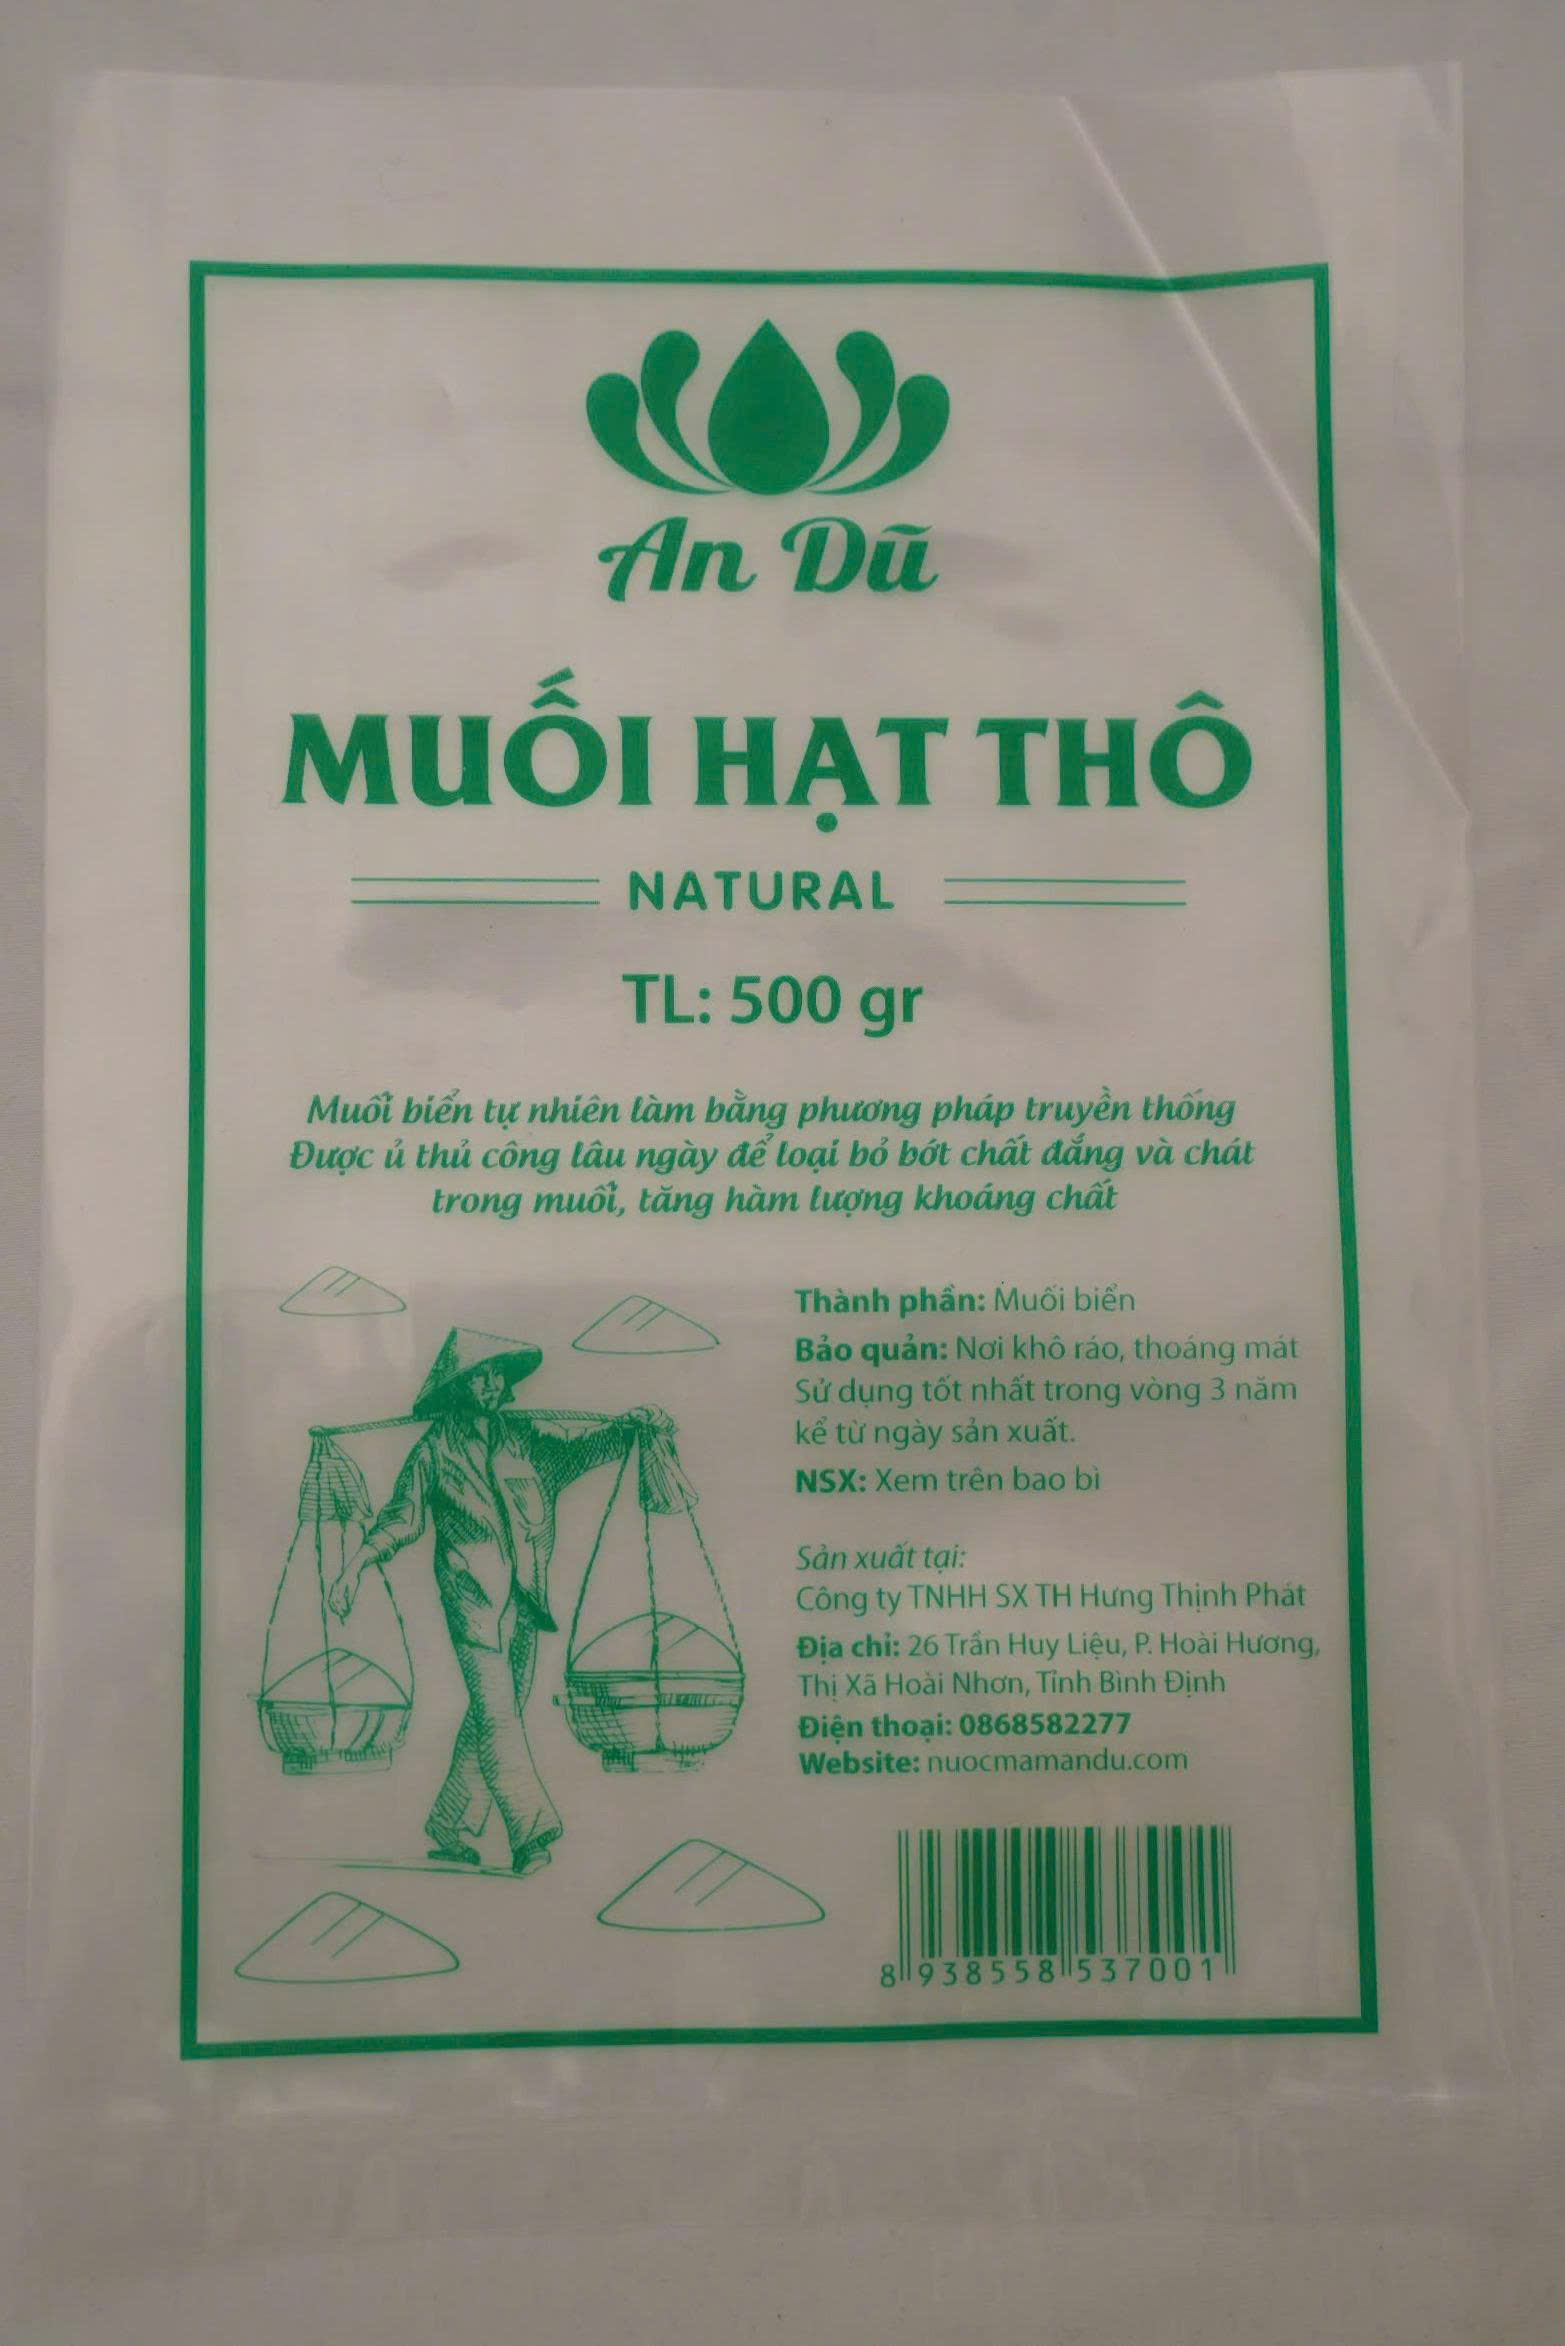 An Dũ
MUỐI HẠT THÔ
NATURAL
TL: 500 gr
Muối biển tự nhiên làm bằng phương pháp truyền thống
Được ủ thủ công lâu ngày để loại bỏ bớt chất đắng và chát
trong muối, tăng hàm lượng khoáng chất
Thành phần: Muối biển
Bảo quản: Nơi khô ráo, thoáng mát
Sử dụng tốt nhất trong vòng 3 năm
kể từ ngày sản xuất.
NSX: Xem trên bao bì
Sản xuất tại:
Công ty TNHH SX TH Hưng Thịnh Phát
Địa chỉ: 26 Trần Huy Liệu, P. Hoài Hương,
Thị Xã Hoài Nhơn, Tỉnh Bình Định
Điện thoại: 0868582277
Website: nuocmamandu.com
8 938558 537001